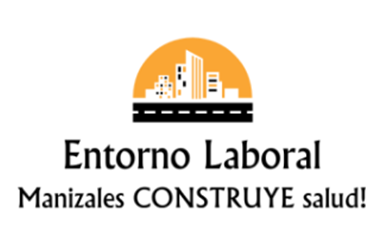 Entorno Laboral
Manizales CONSTRUYE salud!